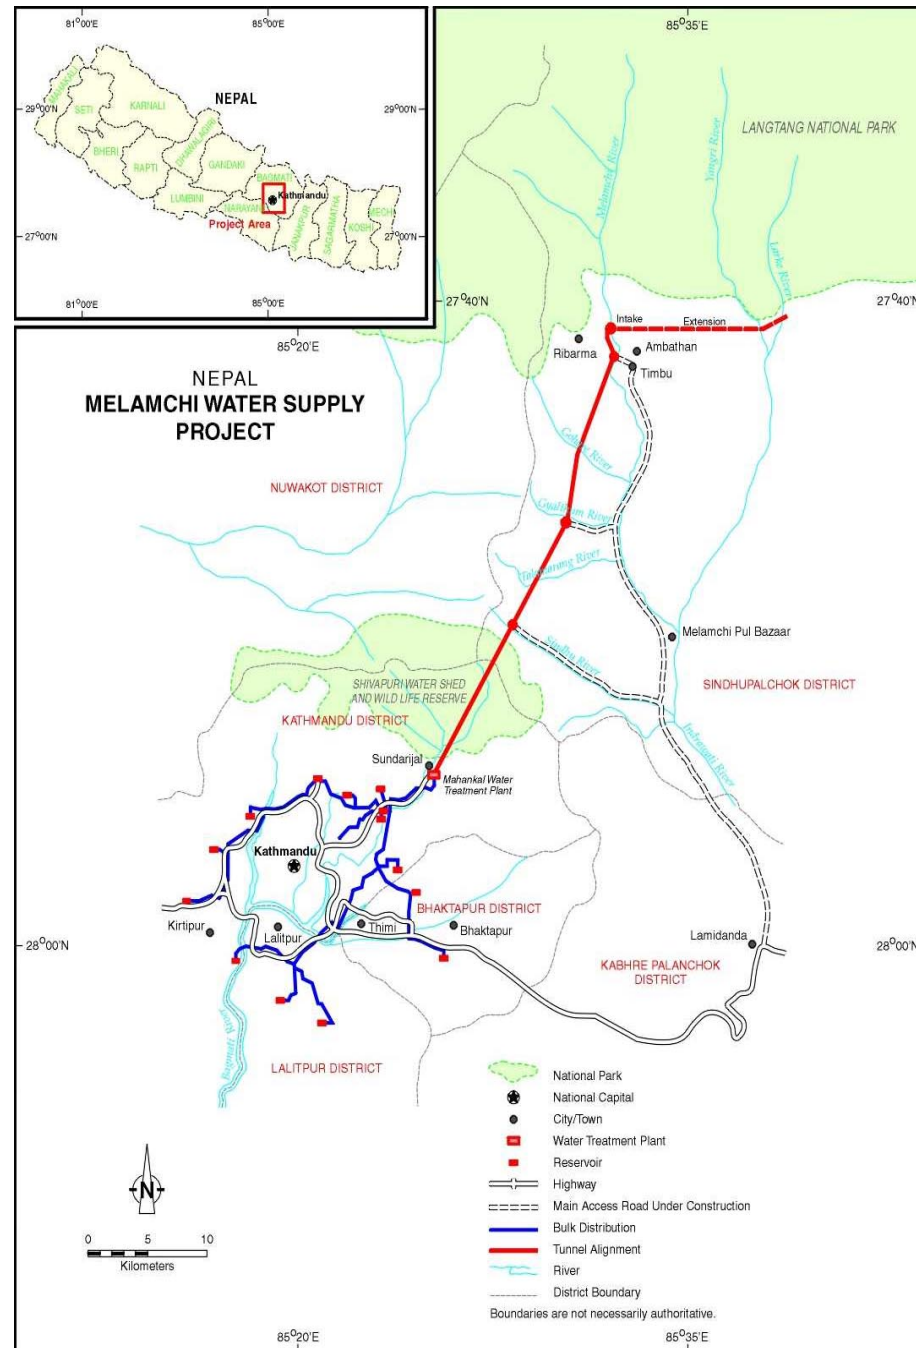 81°00'E
85°00'E
85°35'E
NEPAL
29°00'N
29°00'N
MAHAKALI
SETI
KARNALI
BHERI
RAPTI
DHAWALAGIRI
GANDAKI
LUMBINI
BAGMATI
Kathmandu
NARAYANI
Project Area
JANAKPUR
SAGARMATHA
KOSHI
MECHI
27°00'N
27°00'N
81°00'E
85°00'E
LANGTANG NATIONAL PARK
Melamchi River
Yangri River
Larke River
27°40'N
27°40'N
85°20'E
Intake
Extension
Ribarma
Ambathan
Timbu
NEPAL
MELAMCHI WATER SUPPLY
PROJECT
NUWAKOT DISTRICT
River
Gyalthum River
River
Melamchi Pul Bazaar
Sindhu River
SHIVAPURI WATER SHED
AND WILD LIFE RESERVE
SINDHUPALCHOK DISTRICT
KATHMANDU DISTRICT
Indrawati River
Sundarijal
Mahankal Water
Treatment Plant
Kathmandu
BHAKTAPUR DISTRICT
Kirtipur
Lalitpur
Thimi
Bhaktapur
Lamidanda
28°00'N
28°00'N
KABHRE PALANCHOK
DISTRICT
Bagmati River
LALITPUR DISTRICT
National Park
National Capital
City/Town
Water Treatment Plant
Reservoir
Highway
Main Access Road Under Construction
Bulk Distribution
Tunnel Alignment
River
District Boundary
Boundaries are not necessarily authoritative.
N
0 5 10
Kilometers
85°20'E
85°35'E